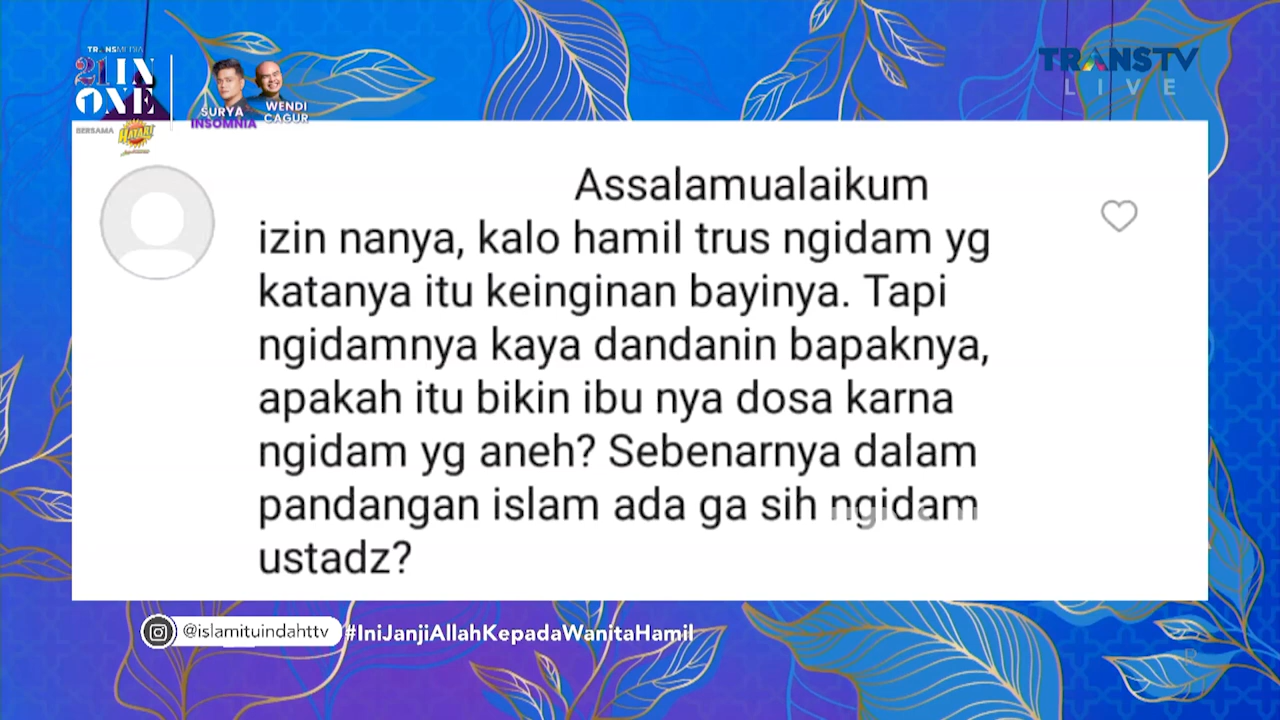 TRANSMEDIA
21 IN
ONE
BERSAMA
HATARI
SURYA
INSOMNIA
WENDI
CAGUR
TRANSTV
LIVE
Assalamualaikum
izin nanya, kalo hamil trus ngidam yg
katanya itu keinginan bayinya. Tapi
ngidamnya kaya dandanin bapaknya,
apakah itu bikin ibu nya dosa karna
ngidam yg aneh? Sebenarnya dalam
pandangan islam ada ga sih ngidam
ustadz?
@islamituindahttv
#IniJanjiAllahKepadaWanitaHamil